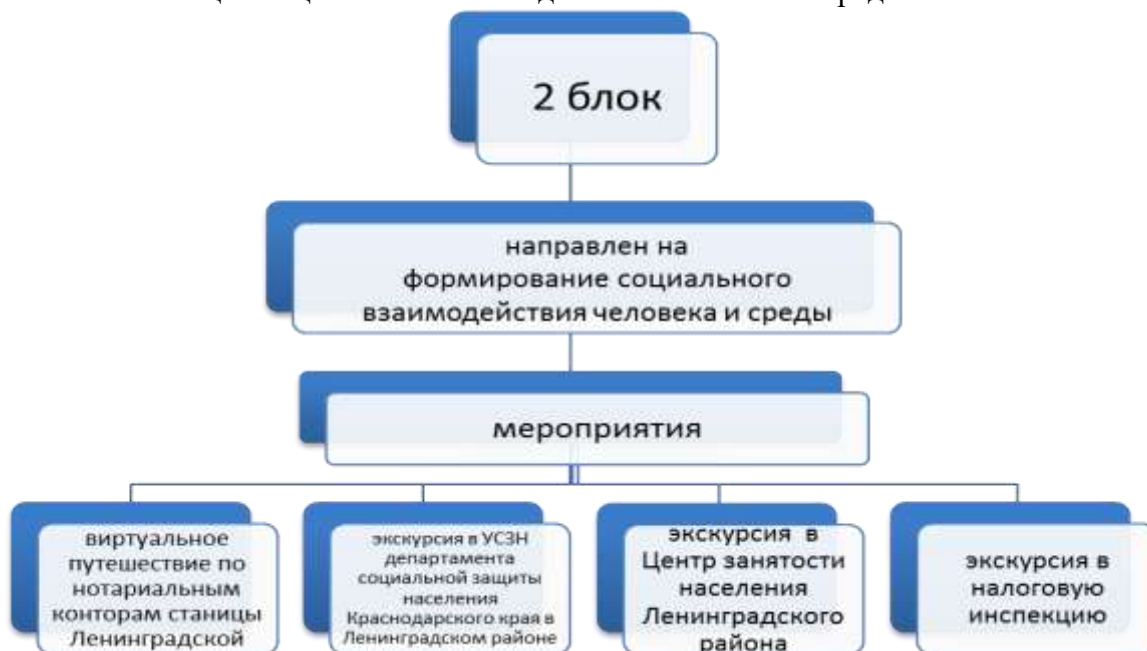 2 блок
направлен на
формирование социального
взаимодействия человека и среды
мероприятия
виртуальное
путешествие по
нотариальным
конторам станицы
Ленинградской
экскурсия в УСЗН
департамента
социальной защиты
населения
Краснодарского края в
Ленинградском районе
экскурсия в
Центр занятости
населения
Ленинградского
района
экскурсия в
налоговую
инспекцию